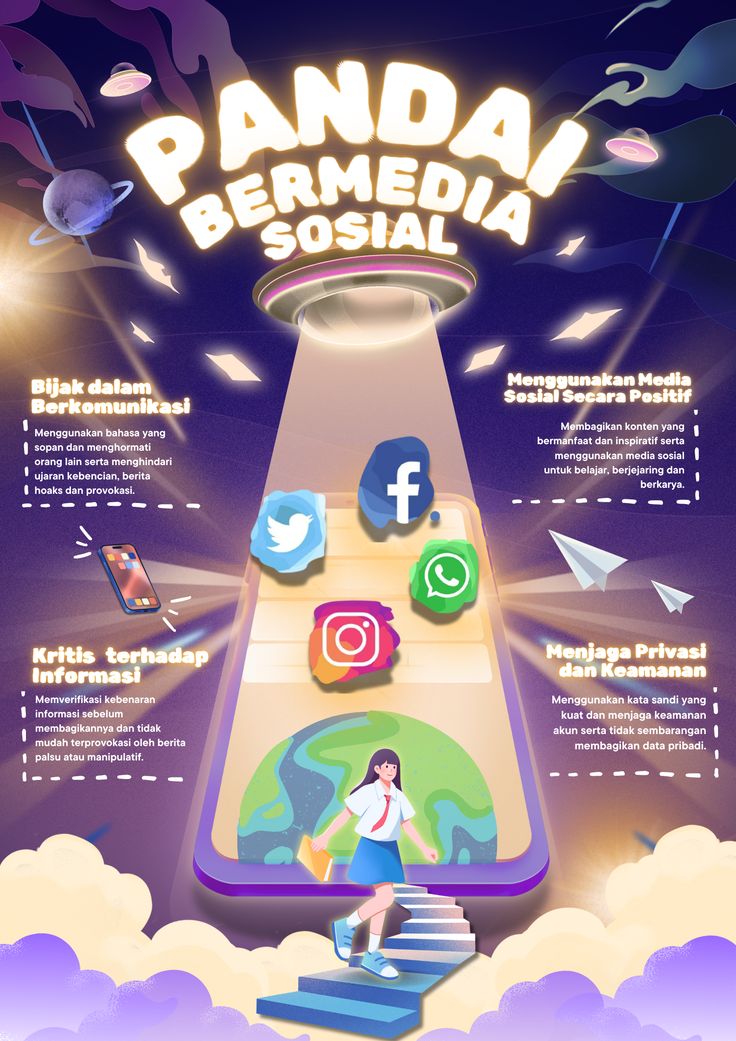 PANDAI
BERMEDIA
SOSIAL
Bijak dalam
Berkomunikasi
Menggunakan bahasa yang
sopan dan menghormati
orang lain serta menghindari
ujaran kebencian, berita
hoaks dan provokasi.
Menggunakan Media
Sosial Secara Positif
Membagikan konten yang
bermanfaat dan inspiratif serta
menggunakan media sosial
untuk belajar, berjejaring dan
berkarya.
Kritis terhadap
Informasi
Memverifikasi kebenaran
informasi sebelum
membagikannya dan tidak
mudah terprovokasi oleh berita
palsu atau manipulatif.
Menjaga Privasi
dan Keamanan
Menggunakan kata sandi yang
kuat dan menjaga keamanan
akun serta tidak sembarangan
membagikan data pribadi.